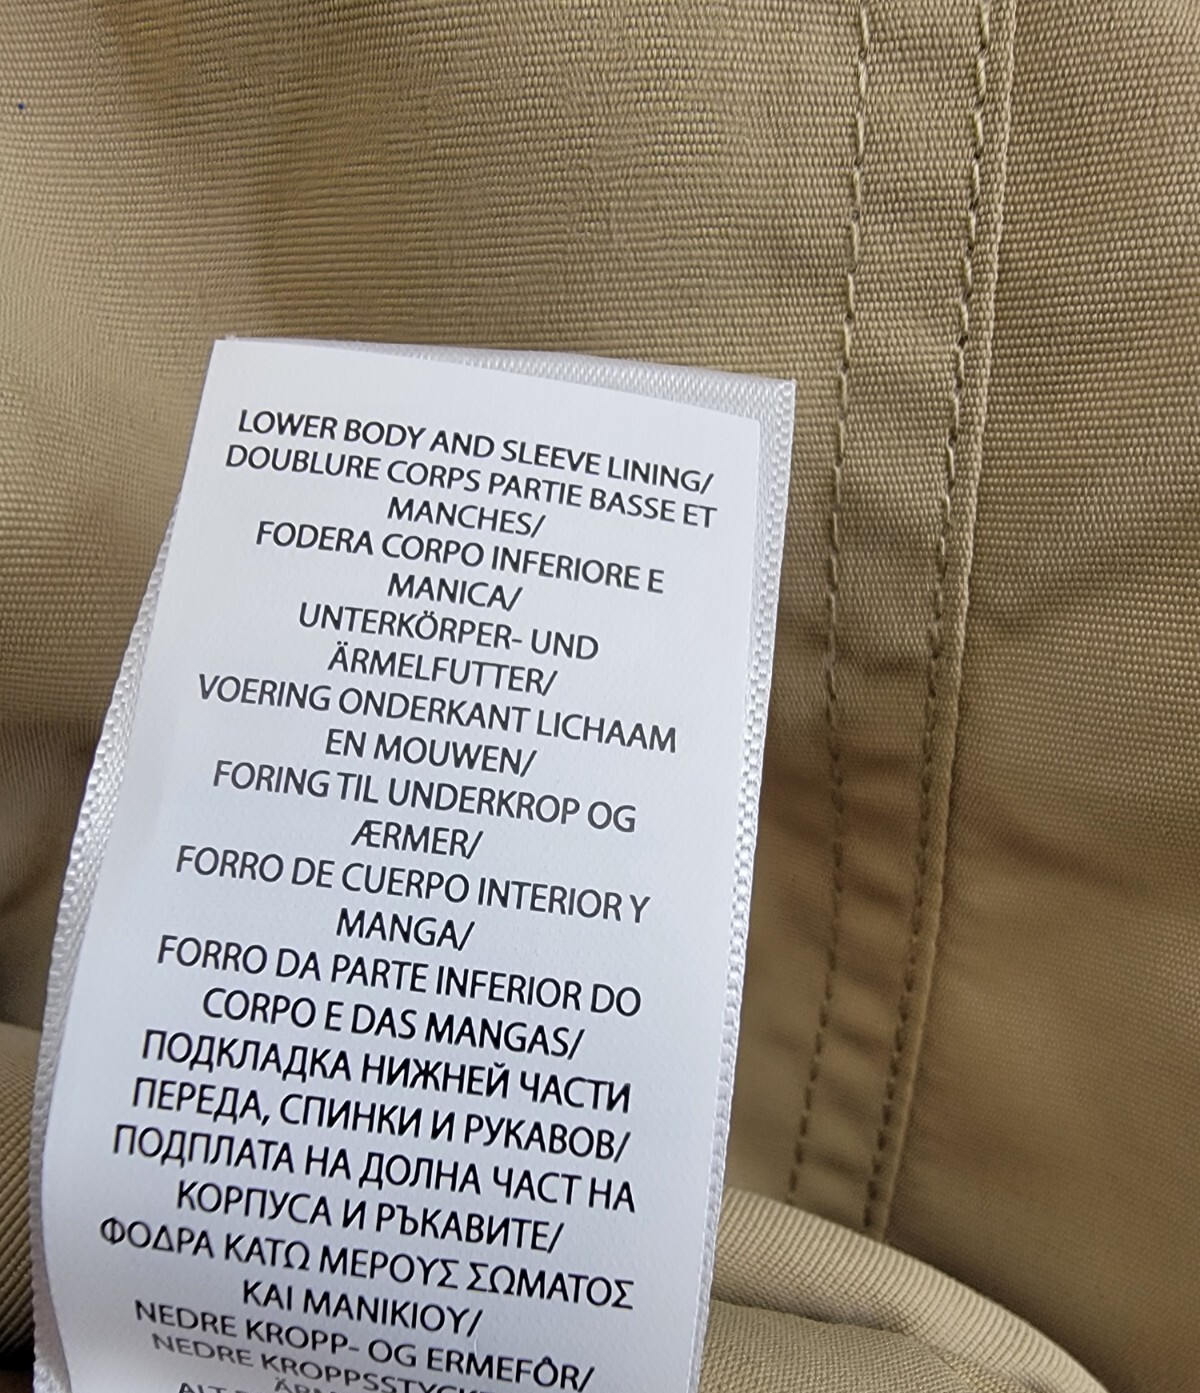 LOWER BODY AND SLEEVE LINING/
DOUBLURE CORPS PARTIE BASSE ET
MANCHES/
FODERA CORPO INFERIORE E
MANICA/
UNTERKÖRPER- UND
ÄRMELFUTTER/
VOERING ONDERKANT LICHAAM
EN MOUWEN/
FORING TIL UNDERKROP OG
ÆRMER/
FORRO DE CUERPO INTERIOR Y
MANGA/
FORRO DA PARTE INFERIOR DO
CORPO E DAS MANGAS/
ПОДКЛАДКА НИЖНЕЙ ЧАСТИ
ПЕРЕДА, СПИНКИ И РУКАВОВ/
ПОДПЛАТА НА ДОЛНА ЧАСТ НА
КОРПУСА И РЪКАВИТЕ/
ΦΟΔΡΑ ΚΑΤΩ ΜΕΡΟΥΣ ΣΩΜΑΤΟΣ
ΚΑΙ ΜΑΝΙΚΙΟΥ/
NEDRE KROPP- OG ERMEFÔR/
NEDRE